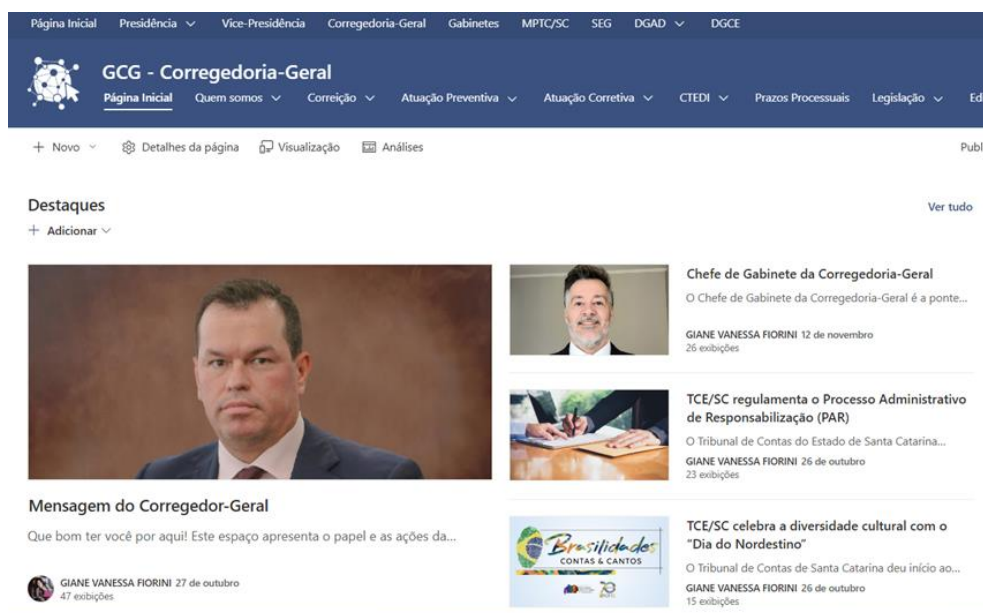 Página Inicial Presidência Vice-Presidência Corregedoria-Geral Gabinetes MPTC/SC SEG DGAD DGCE
GCG - Corregedoria-Geral
Página Inicial Quem somos Correição Atuação Preventiva Atuação Corretiva CTEDI Prazos Processuais Legislação Ed
+ Novo Detalhes da página Visualização Análises Publ
Destaques
Ver tudo
+ Adicionar
Mensagem do Corregedor-Geral
Que bom ter você por aqui! Este espaço apresenta o papel e as ações da...
GIANE VANESSA FIORINI 27 de outubro
47 exibições
Chefe de Gabinete da Corregedoria-Geral
O Chefe de Gabinete da Corregedoria-Geral é a ponte...
GIANE VANESSA FIORINI 12 de novembro
26 exibições
TCE/SC regulamenta o Processo Administrativo
de Responsabilização (PAR)
O Tribunal de Contas do Estado de Santa Catarina...
GIANE VANESSA FIORINI 26 de outubro
23 exibições
Brasilidades
CONTAS & CANTOS
70
TCE/SC celebra a diversidade cultural com o
"Dia do Nordestino"
O Tribunal de Contas de Santa Catarina deu início ao...
GIANE VANESSA FIORINI 26 de outubro
15 exibições